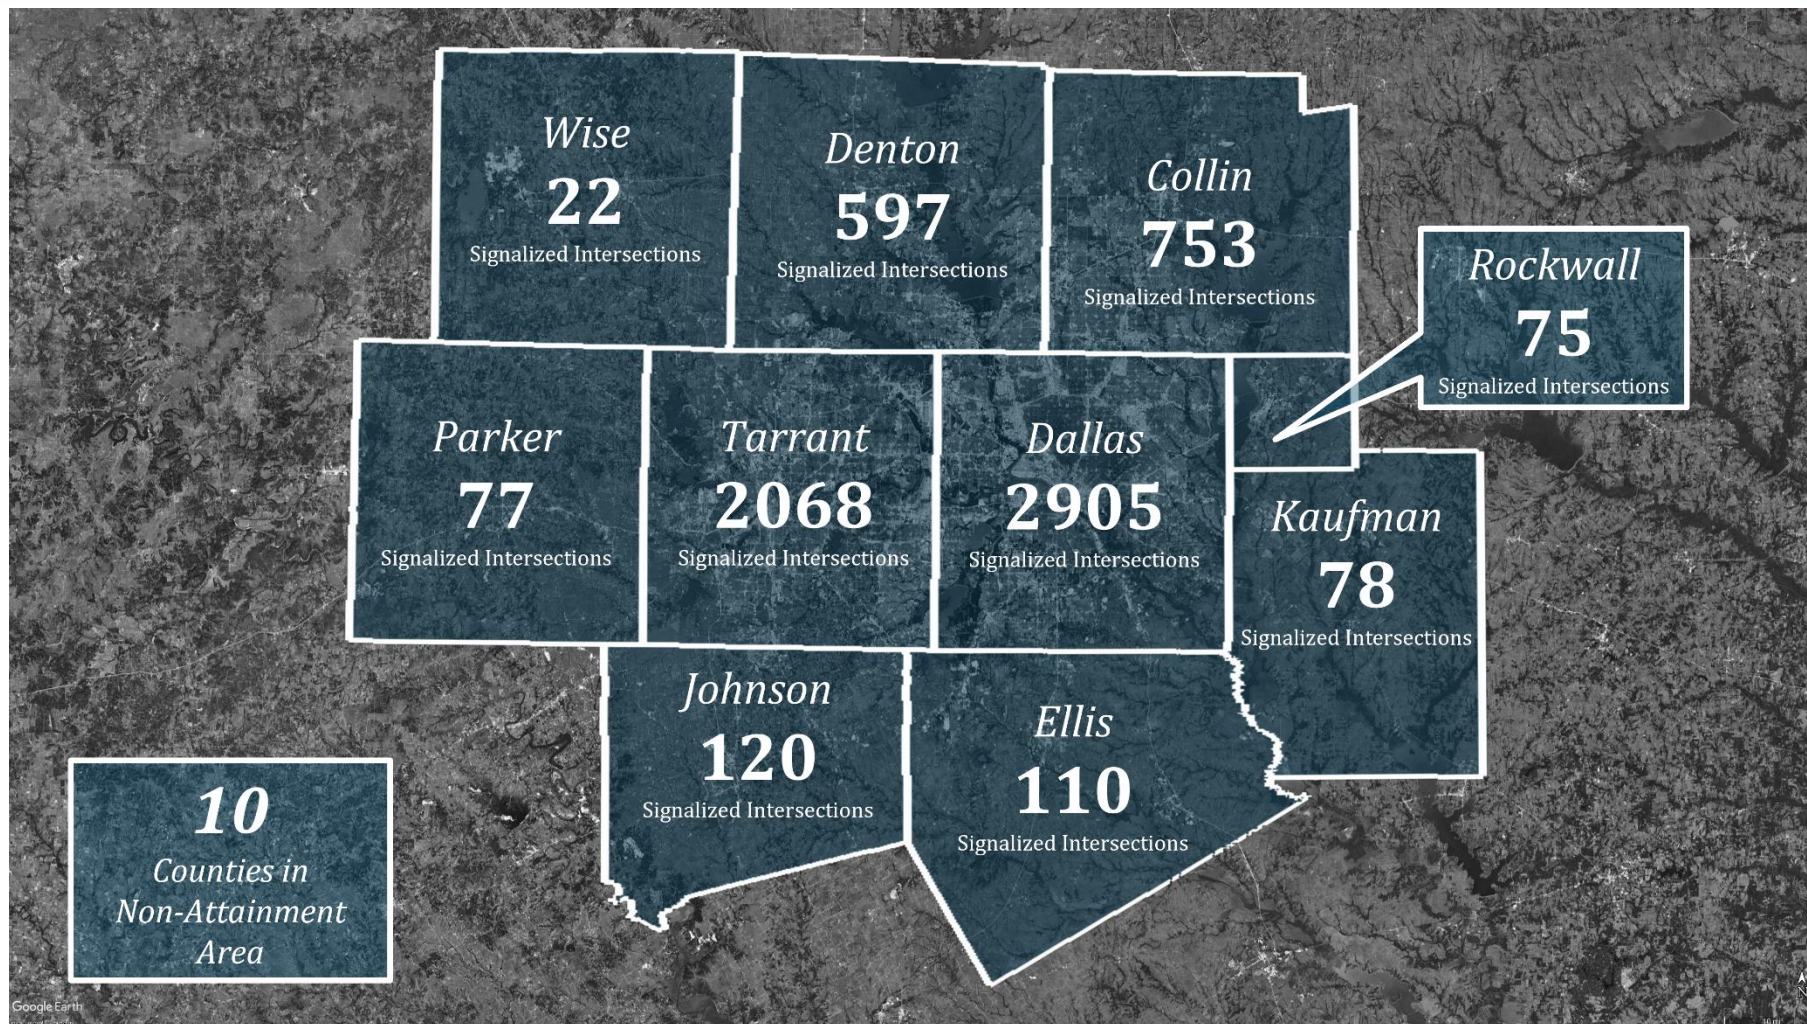 Wise
22
Signalized Intersections
Denton
597
Signalized Intersections
Collin
753
Signalized Intersections
Rockwall
75
Signalized Intersections
Parker
77
Signalized Intersections
Tarrant
2068
Signalized Intersections
Dallas
2905
Signalized Intersections
Kaufman
78
Signalized Intersections
Johnson
120
Signalized Intersections
Ellis
110
Signalized Intersections
10
Counties in
Non-Attainment
Area
Google Earth